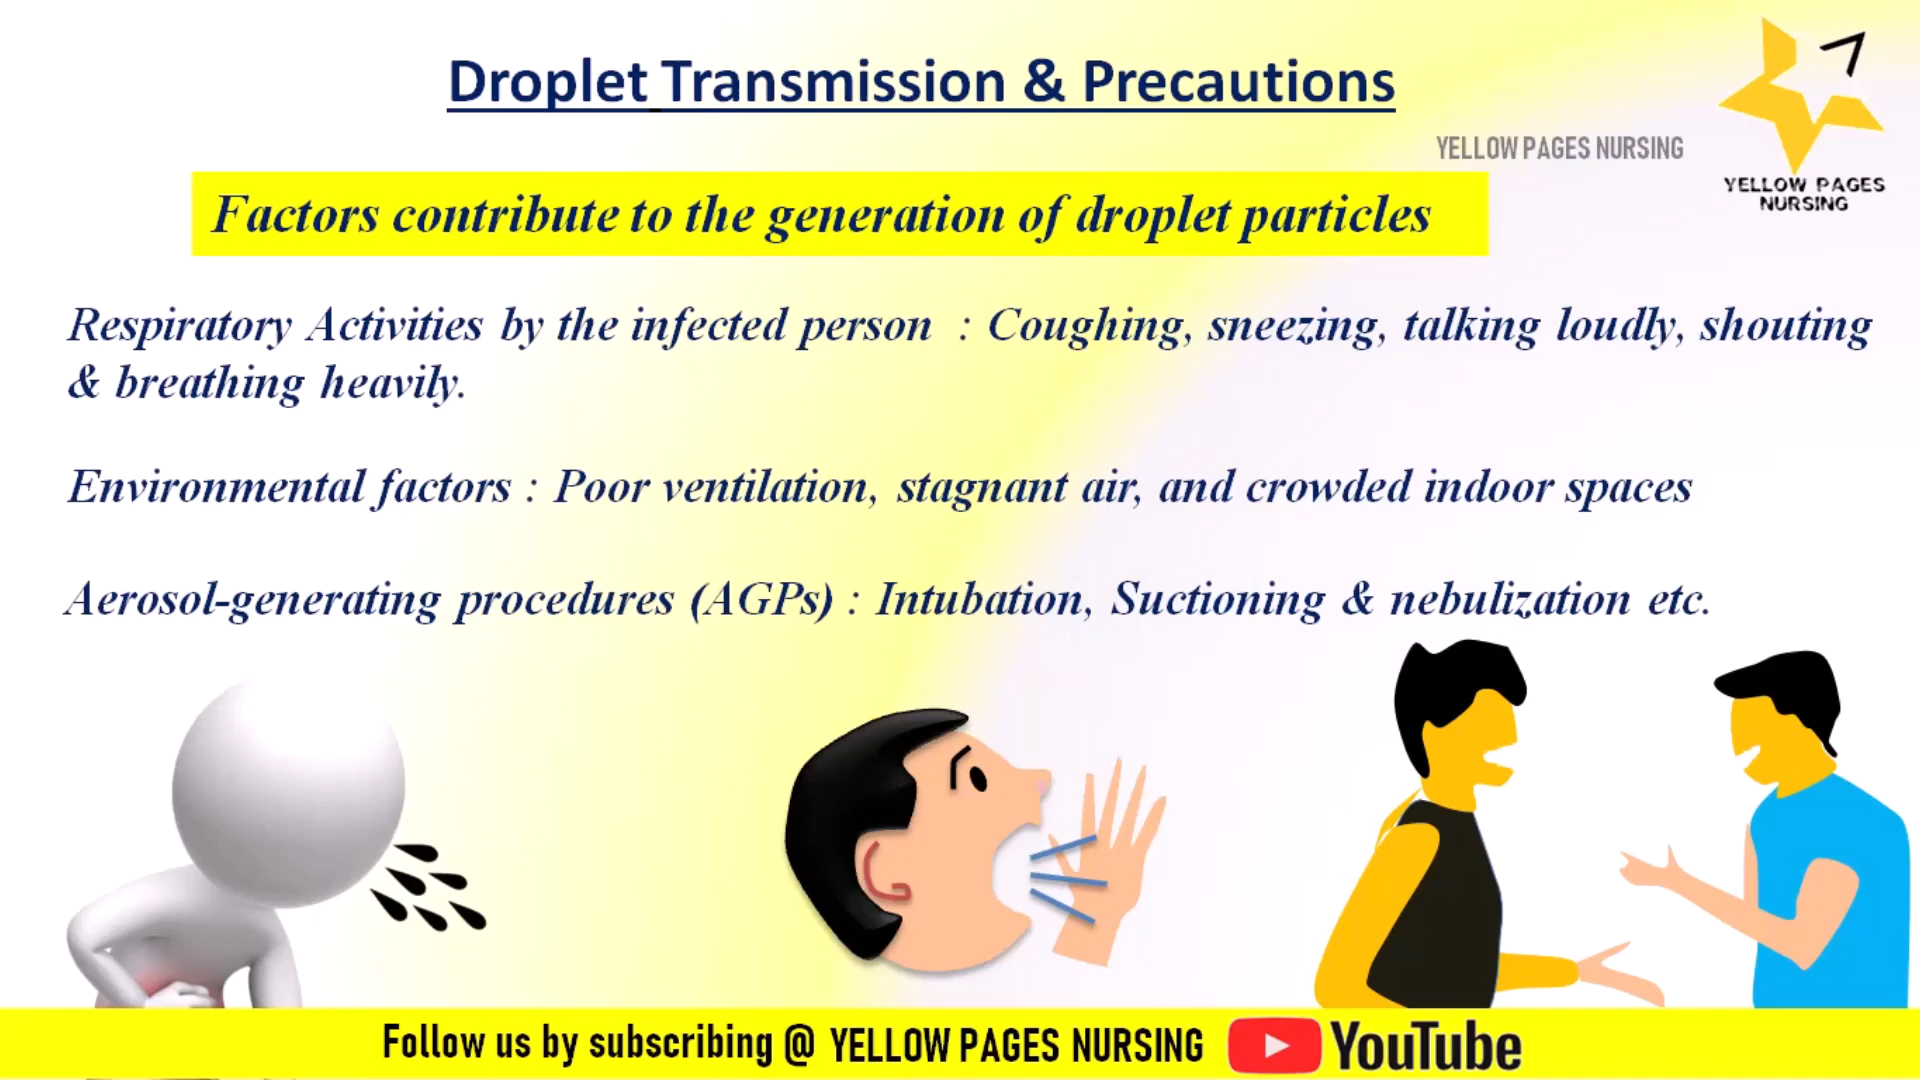 Droplet Transmission & Precautions
YELLOW PAGES NURSING
YELLOW PAGES
NURSING
Factors contribute to the generation of droplet particles
Respiratory Activities by the infected person : Coughing, sneezing, talking loudly, shouting
& breathing heavily.
Environmental factors : Poor ventilation, stagnant air, and crowded indoor spaces
Aerosol-generating procedures (AGPs) : Intubation, Suctioning & nebulization etc.
Follow us by subscribing @ YELLOW PAGES NURSING YouTube